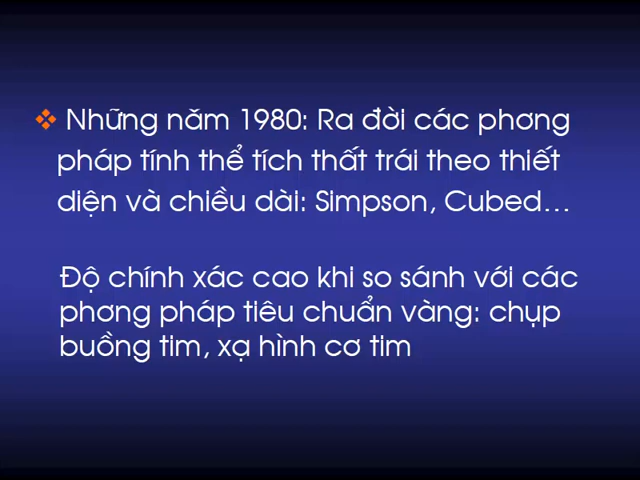 Những năm 1980: Ra đời các phơng
pháp tính thể tích thất trái theo thiết
diện và chiều dài: Simpson, Cubed...
Độ chính xác cao khi so sánh với các
phơng pháp tiêu chuẩn vàng: chụp
buồng tim, xạ hình cơ tim